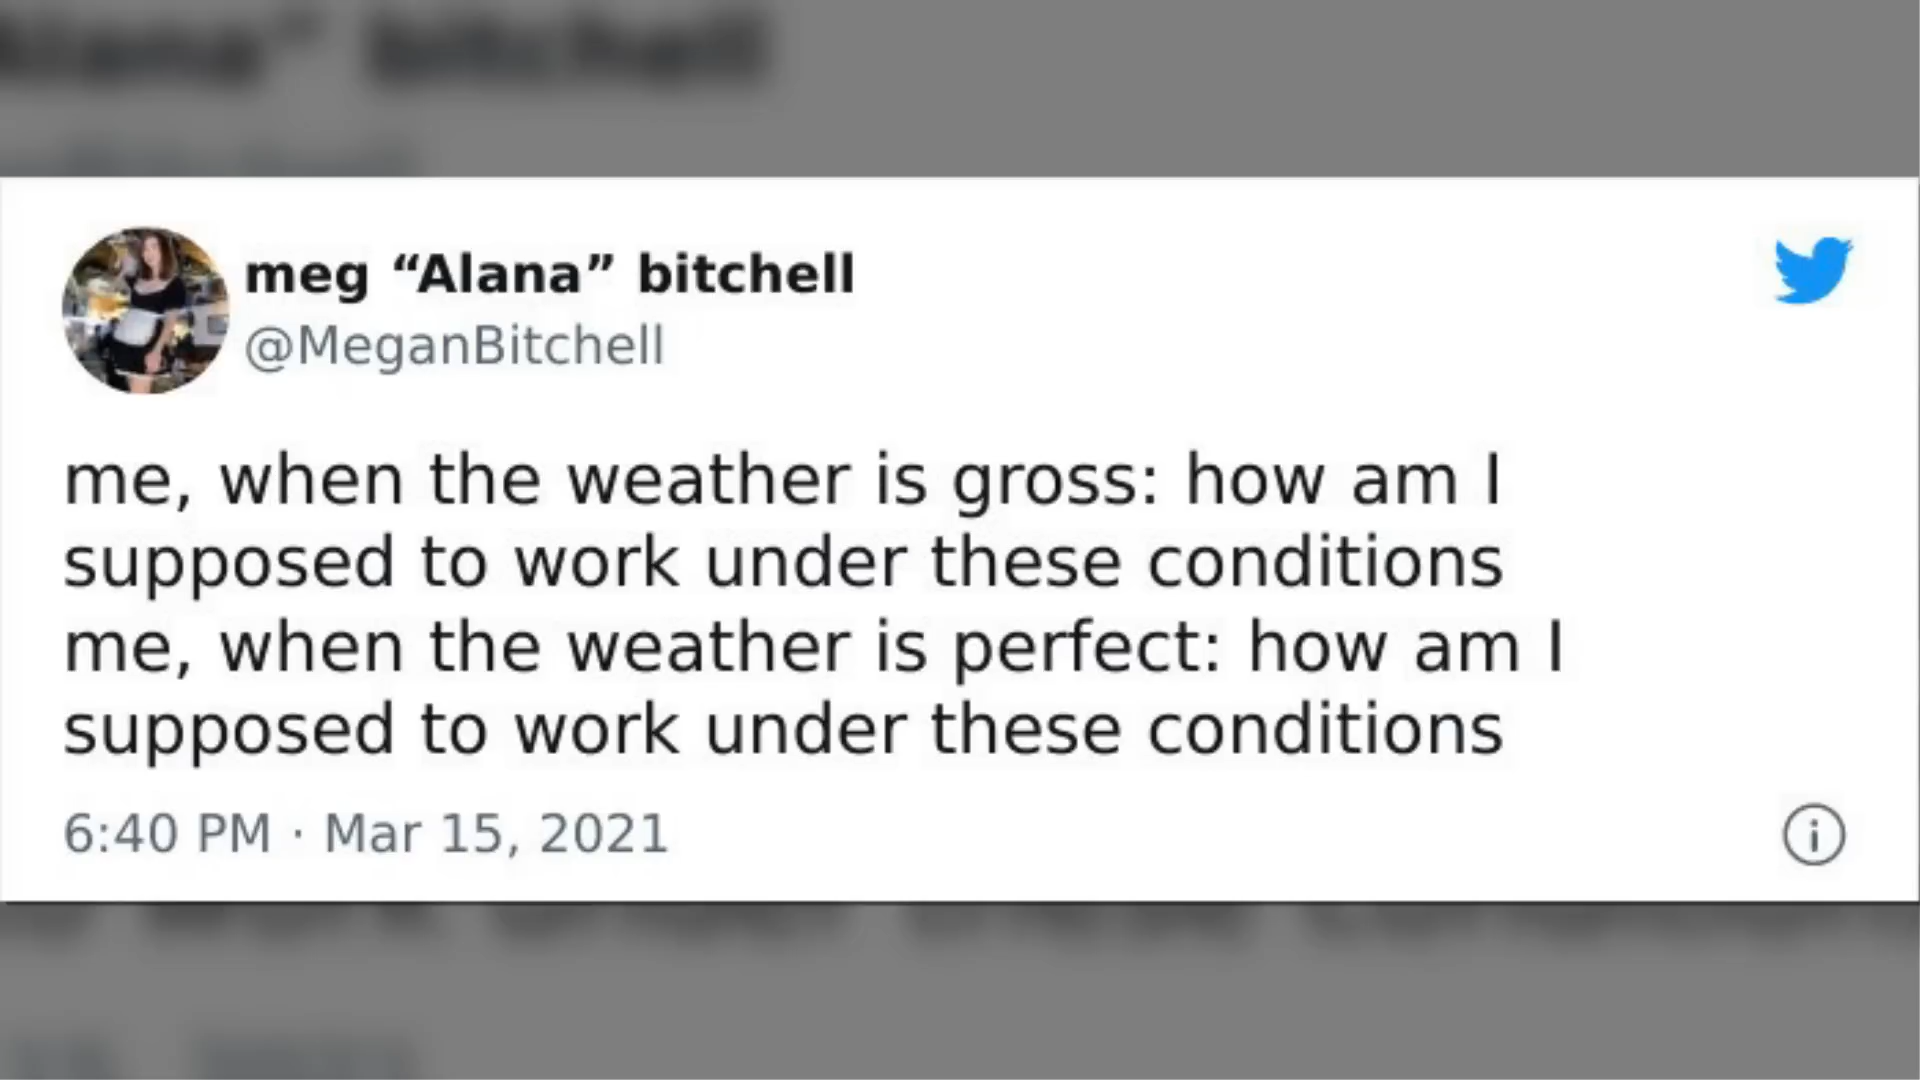 Alana” bitchell
meg “Alana” bitchell
@MeganBitchell
me, when the weather is gross: how am I
supposed to work under these conditions
me, when the weather is perfect: how am I
supposed to work under these conditions
6:40 PM · Mar 15, 2021